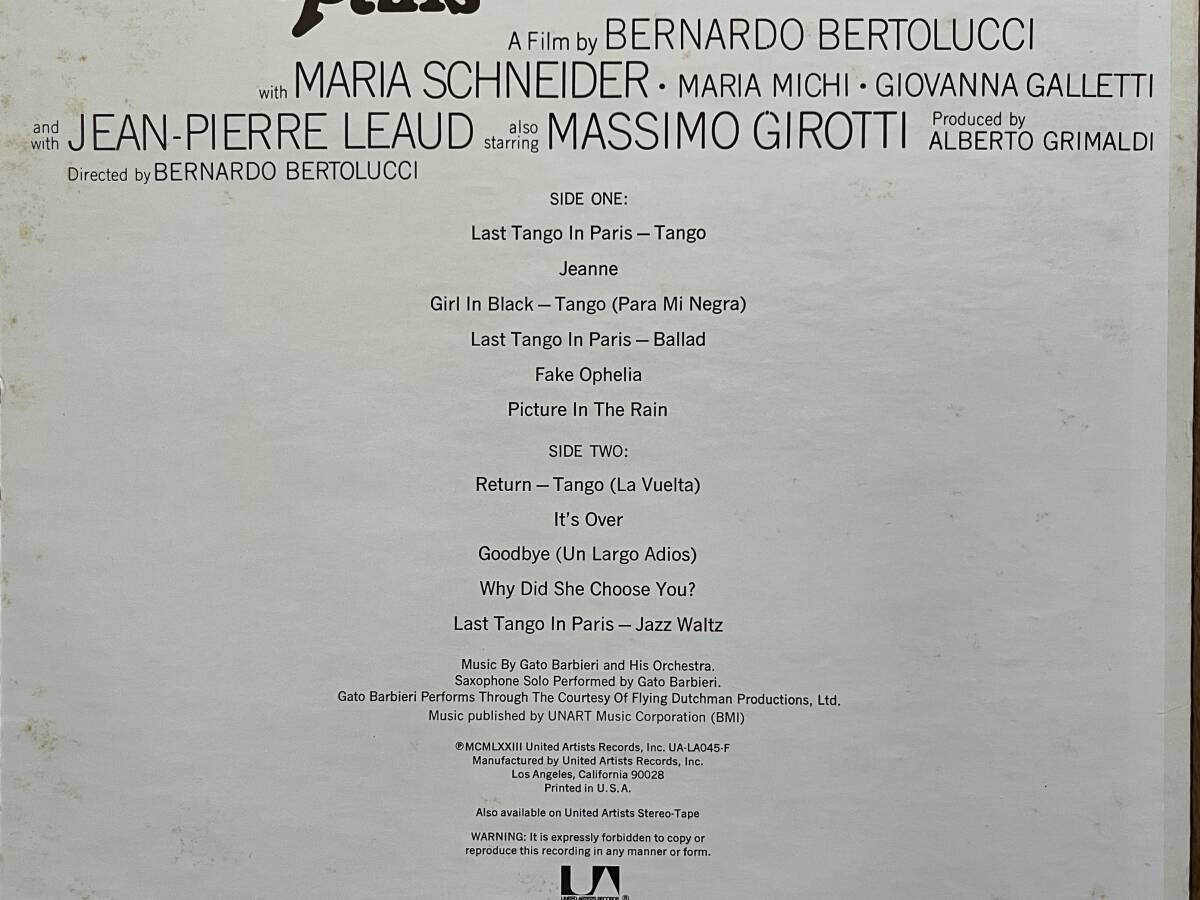 Paris
A Film by BERNARDO BERTOLUCCI
with MARIA SCHNEIDER · MARIA MICHI · GIOVANNA GALLETTI
and with JEAN-PIERRE LEAUD also starring MASSIMO GIROTTI Produced by ALBERTO GRIMALDI
Directed by BERNARDO BERTOLUCCI
SIDE ONE:
Last Tango In Paris – Tango
Jeanne
Girl In Black – Tango (Para Mi Negra)
Last Tango In Paris – Ballad
Fake Ophelia
Picture In The Rain
SIDE TWO:
Return – Tango (La Vuelta)
It's Over
Goodbye (Un Largo Adios)
Why Did She Choose You?
Last Tango In Paris – Jazz Waltz
Music By Gato Barbieri and His Orchestra.
Saxophone Solo Performed by Gato Barbieri.
Gato Barbieri Performs Through The Courtesy Of Flying Dutchman Productions, Ltd.
Music published by UNART Music Corporation (BMI)
℗MCMLXXIII United Artists Records, Inc. UA-LA045-F
Manufactured by United Artists Records, Inc.
Los Angeles, California 90028
Printed in U.S.A.
Also available on United Artists Stereo-Tape
WARNING: It is expressly forbidden to copy or
reproduce this recording in any manner or form.
UA
UNITED ARTISTS RECORDS ®